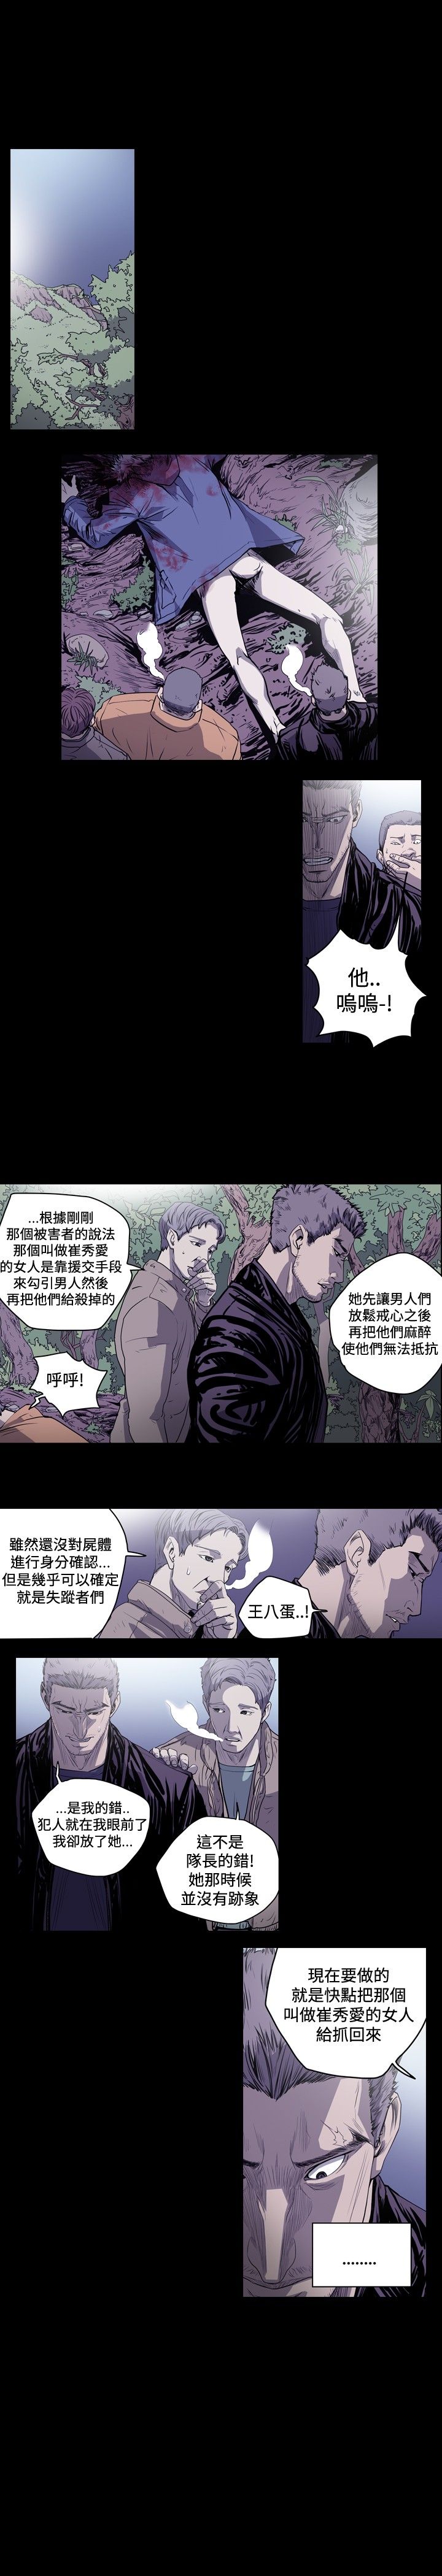 他..
嗚嗚-!
...根據剛剛
那個被害者的說法
那個叫做崔秀愛
的女人是靠援交手段
來勾引男人然後
再把他們給殺掉的
她先讓男人們
放鬆戒心之後
再把他們麻醉
使他們無法抵抗
呼呼!
雖然還沒對屍體
進行身分確認...
但是幾乎可以確定
就是失蹤者們
王八蛋..!
...是我的錯..
犯人就在我眼前了
我卻放了她...
這不是
隊長的錯!
她那時候
並沒有跡象
現在要做的
就是快點把那個
叫做崔秀愛的女人
給抓回來
........